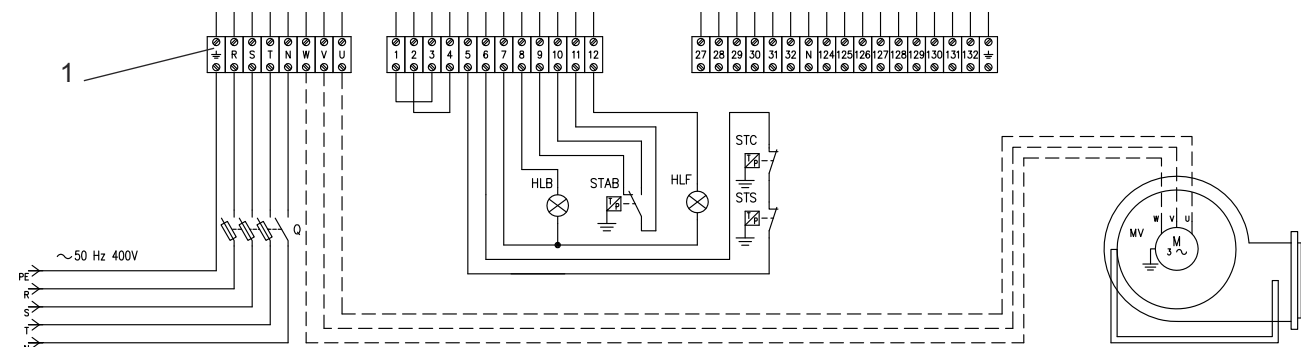 1
R S T N W V U
1 2 3 4 5 6 7 8 9 10 11 12
27 28 29 30 31 32 N 124 125 126 127 128 129 130 131 132
STC
T P
HLB
STAB
T P
HLF
STS
T P
Q
W V U
MV
M
3 ~
~50 Hz 400V
PE
R
S
T
N